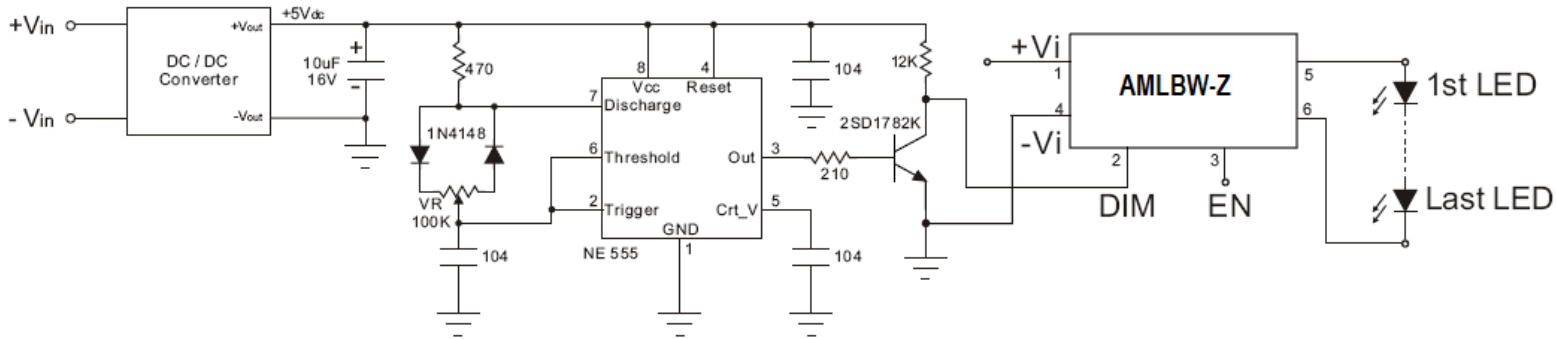 +Vin
- Vin
DC / DC
Converter
+Vout
-Vout
+5Vdc
10uF
16V
+
-
470
1N4148
VR
100K
104
8
4
Vcc
Reset
7
Discharge
6
Threshold
2
Trigger
Out
3
Crt_V
5
GND
1
NE 555
104
104
210
12K
2SD1782K
+Vi
1
4
-Vi
AMLBW-Z
2
3
DIM
EN
5
6
1st LED
Last LED